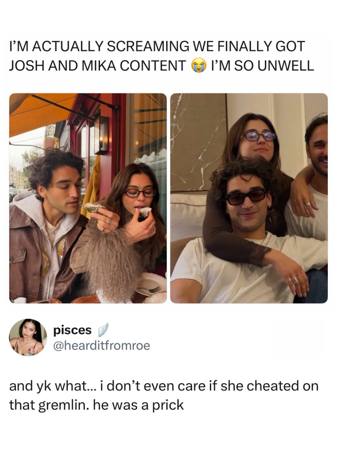 I'M ACTUALLY SCREAMING WE FINALLY GOT
JOSH AND MIKA CONTENT 😭 I'M SO UNWELL
pisces 🪽
@hearditfromroe
and yk what... i don't even care if she cheated on
that gremlin. he was a prick